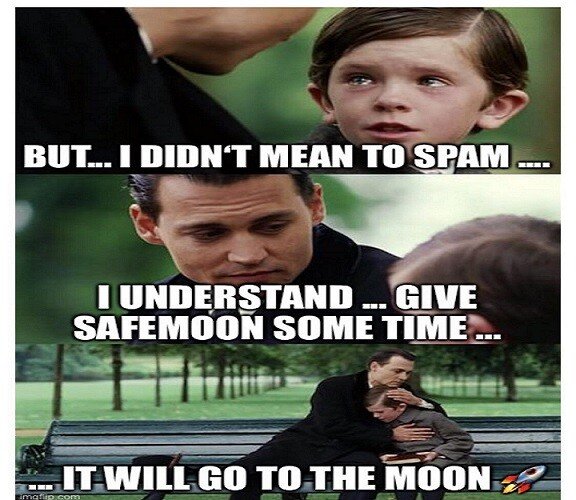 BUT... I DIDN'T MEAN TO SPAM ....
I UNDERSTAND ... GIVE
SAFEMOON SOME TIME ...
... IT WILL GO TO THE MOON 🚀
imgflip.com